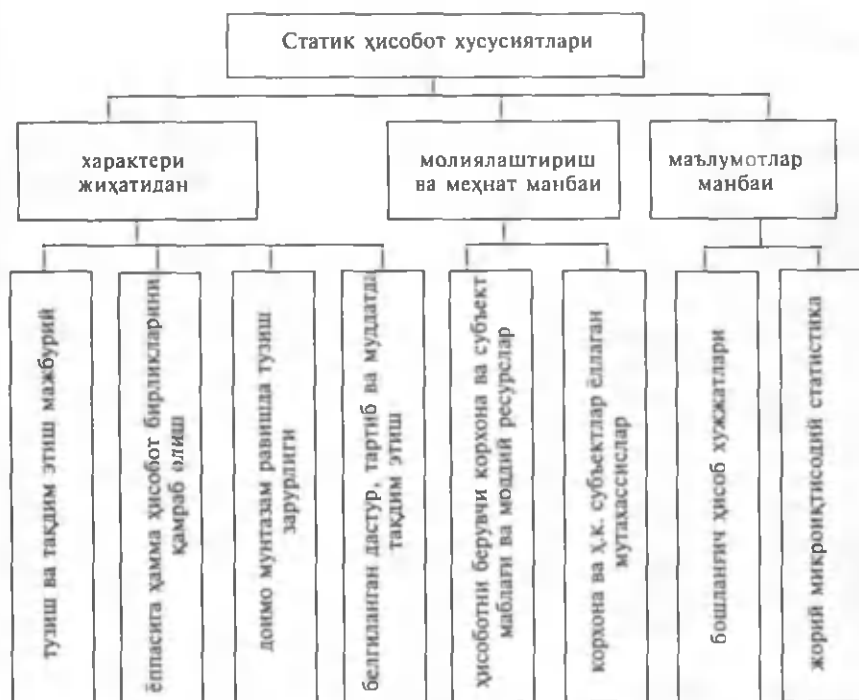 Статик ҳисобот хусусиятлари
характери
жиҳатидан
молиялаштириш
ва меҳнат манбаи
маълумотлар
манбаи
тузиш ва тақдим этиш мажбурий
ёппасига ҳамма ҳисобот бирликларини
қамраб олиш
доимо мунтазам равишда тузиш
зарурлиги
белгиланган дастур, тартиб ва муддатда
тақдим этиш
ҳисоботни берувчи корхона ва субъект
маблағи ва моддий ресурслар
корхона ва ҳ.к. субъектлар ёллаган
мутахассислар
бошланғич ҳисоб хужжатлари
жорий микроиқтисодий статистика